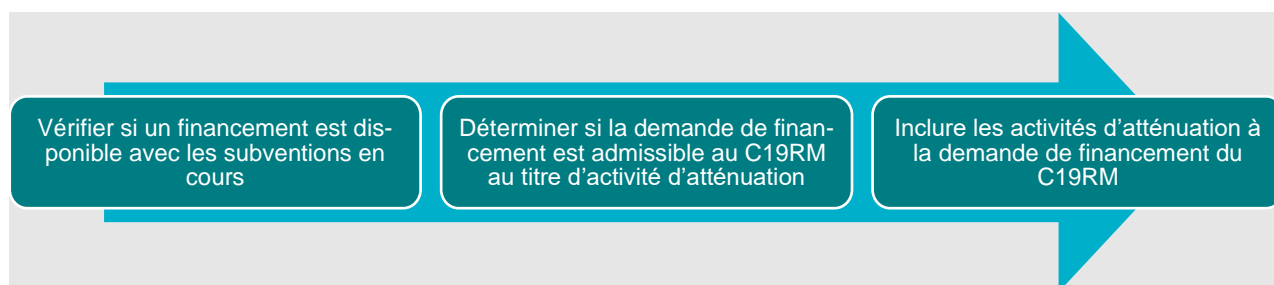 Vérifier si un financement est dis-
ponible avec les subventions en
cours
Déterminer si la demande de finan-
cement est admissible au C19RM
au titre d'activité d'atténuation
Inclure les activités d'atténuation à
la demande de financement du
C19RM